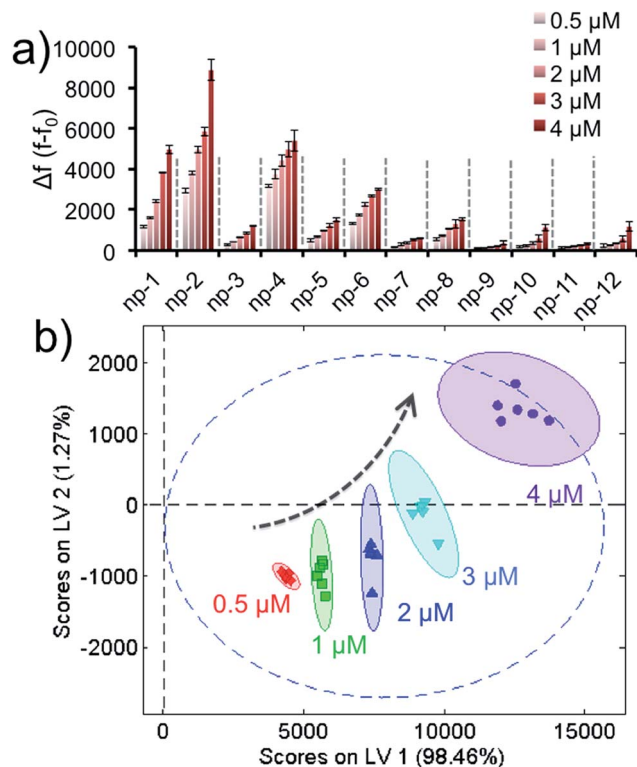 a)
0.5 µM
1 µM
2 µM
3 µM
4 µM
Δf (f-f₀)
10000
8000
6000
4000
2000
0
np-1 np-2 np-3 np-4 np-5 np-6 np-7 np-8 np-9 np-10 np-11 np-12
b)
Scores on LV 2 (1.27%)
2000
1000
0
-1000
-2000
0.5 µM
1 µM
2 µM
3 µM
4 µM
0 5000 10000 15000
Scores on LV 1 (98.46%)